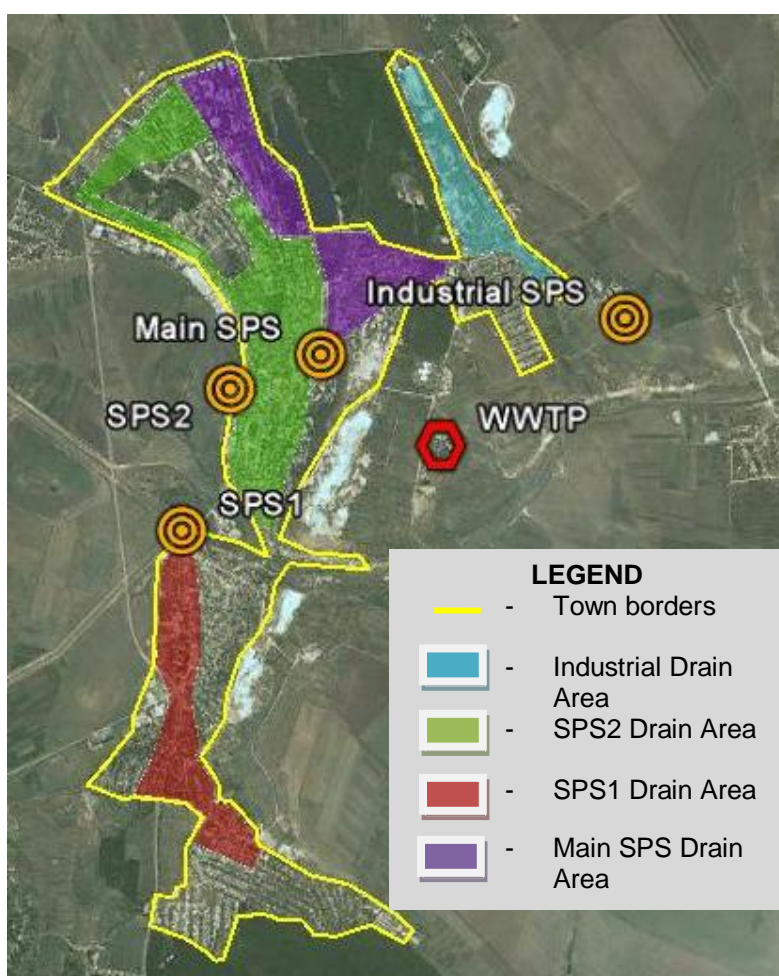 Industrial SPS
Main SPS
SPS2
WWTP
SPS1
LEGEND
- Town borders
- Industrial Drain
Area
- SPS2 Drain Area
- SPS1 Drain Area
- Main SPS Drain
Area